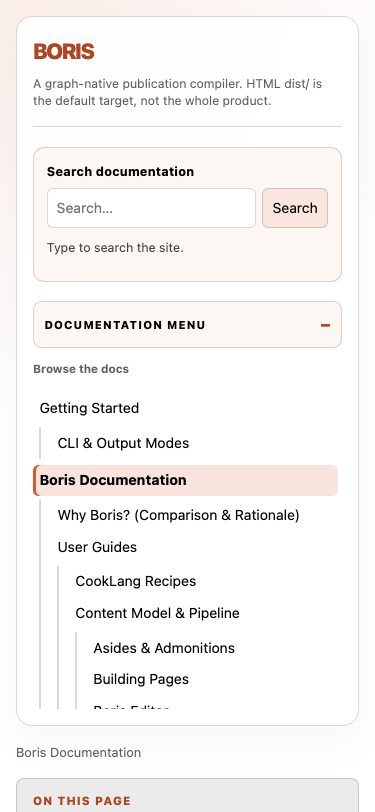 BORIS
A graph-native publication compiler. HTML dist/ is
the default target, not the whole product.
Search documentation
Search...
Search
Type to search the site.
DOCUMENTATION MENU
Browse the docs
Getting Started
CLI & Output Modes
Boris Documentation
Why Boris? (Comparison & Rationale)
User Guides
CookLang Recipes
Content Model & Pipeline
Asides & Admonitions
Building Pages
Boris Editor
Boris Documentation
ON THIS PAGE